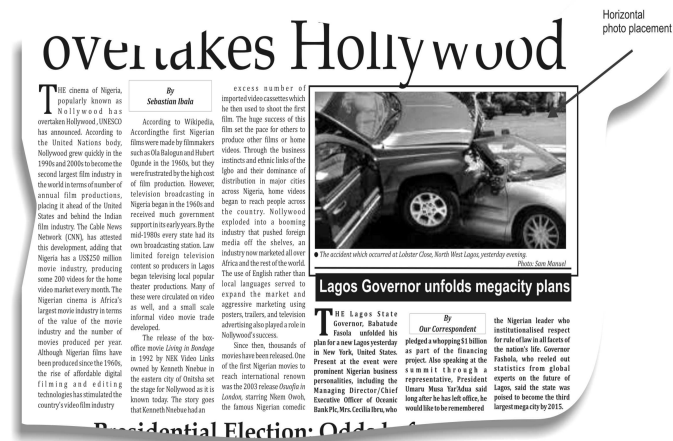 Horizontal
photo placement
overtakes Hollywood
THE cinema of Nigeria,
popularly known as
Nollywood has
overtaken Hollywood , UNESCO
has announced. According to
the United Nations body,
Nollywood grew quickly in the
1990s and 2000s to become the
second largest film industry in
the world in terms of number of
annual film productions,
placing it ahead of the United
States and behind the Indian
film industry. The Cable News
Network (CNN), has attested
this development, adding that
Nigeria has a US$250 million
movie industry, producing
some 200 videos for the home
video market every month. The
Nigerian cinema is Africa's
largest movie industry in terms
of the value of the movie
industry and the number of
movies produced per year.
Although Nigerian films have
been produced since the 1960s,
the rise of affordable digital
filming and editing
technologies has stimulated the
country's video film industry
By
Sebastian Ibala
According to Wikipedia,
Accordingthe first Nigerian
films were made by filmmakers
such as Ola Balogun and Hubert
Ogunde in the 1960s, but they
were frustrated by the high cost
of film production. However,
television broadcasting in
Nigeria began in the 1960s and
received much government
support in its early years. By the
mid-1980s every state had its
own broadcasting station. Law
limited foreign television
content so producers in Lagos
began televising local popular
theater productions. Many of
these were circulated on video
as well, and a small scale
informal video movie trade
developed.
The release of the box-
office movie Living in Bondage
in 1992 by NEK Video Links
owned by Kenneth Nnebue in
the eastern city of Onitsha set
the stage for Nollywood as it is
known today. The story goes
that Kenneth Nnebue had an
excess number of
imported video cassettes which
he then used to shoot the first
film. The huge success of this
film set the pace for others to
produce other films or home
videos. Through the business
instincts and ethnic links of the
Igbo and their dominance of
distribution in major cities
across Nigeria, home videos
began to reach people across
the country. Nollywood
exploded into a booming
industry that pushed foreign
media off the shelves, an
industry now marketed all over
Africa and the rest of the world.
The use of English rather than
local languages served to
expand the market and
aggressive marketing using
posters, trailers, and television
advertising also played a role in
Nollywood's success.
Since then, thousands of
movies have been released. One
of the first Nigerian movies to
reach international renown
was the 2003 release Osuofia in
London, starring Nkem Owoh,
the famous Nigerian comedic
● The accident which occurred at Lobster Close, North West Lagos, yesterday evening.
Photo: Sam Manuel
Lagos Governor unfolds megacity plans
THE Lagos State
Governor, Babatude
Fasola unfolded his
plan for a new Lagos yesterday
in New York, United States.
Present at the event were
prominent Nigerian business
personalities, including the
Managing Director/Chief
Executive Officer of Oceanic
Bank Plc, Mrs. Cecilia Ibru, who
By
Our Correspondent
pledged a whopping $1 billion
as part of the financing
project. Also speaking at the
summit through a
representative, President
Umaru Musa Yar'Adua said
long after he has left office, he
would like to be remembered
the Nigerian leader who
institutionalised respect
for rule of law in all facets of
the nation's life. Governor
Fashola, who reeled out
statistics from global
experts on the future of
Lagos, said the state was
poised to become the third
largest mega city by 2015.
Presidential Election: